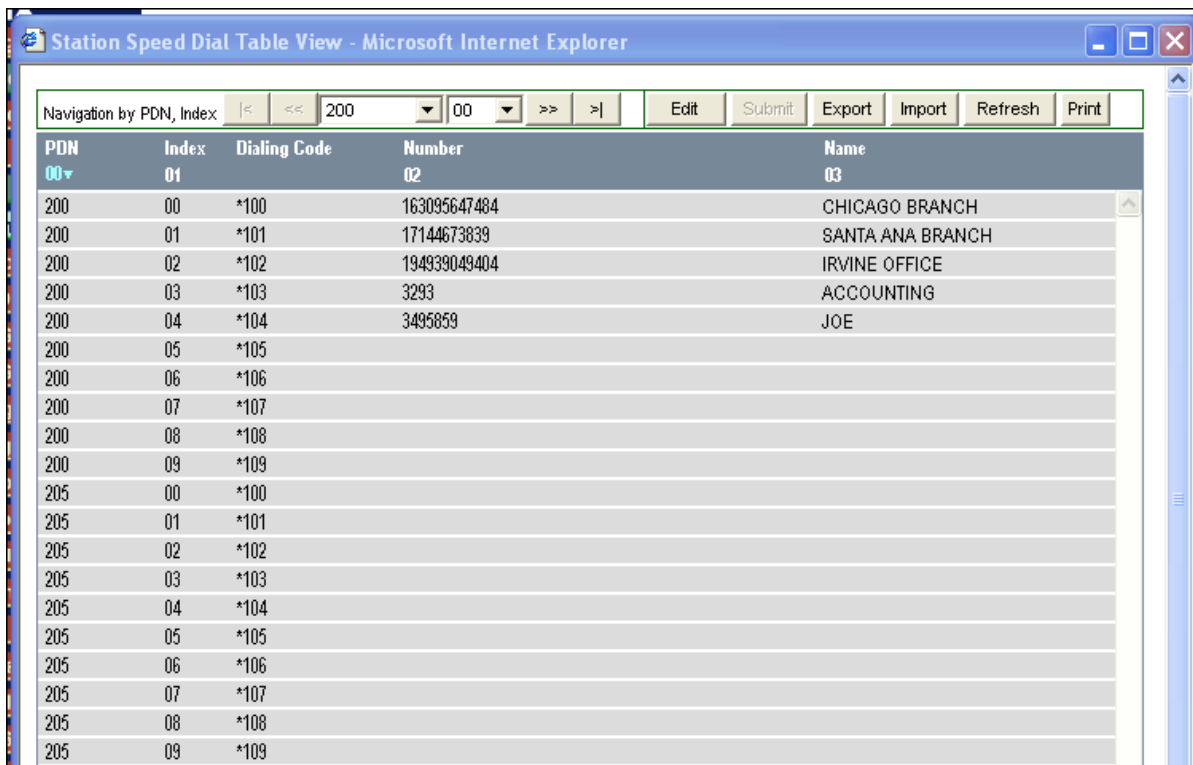 Station Speed Dial Table View - Microsoft Internet Explorer
Navigation by PDN, Index |< << 200 00 >> >| Edit Submit Export Import Refresh Print
PDN Index Dialing Code Number Name
00 01 02 03
200 00 *100 163095647484 CHICAGO BRANCH
200 01 *101 17144673839 SANTA ANA BRANCH
200 02 *102 194939049404 IRVINE OFFICE
200 03 *103 3293 ACCOUNTING
200 04 *104 3495859 JOE
200 05 *105
200 06 *106
200 07 *107
200 08 *108
200 09 *109
205 00 *100
205 01 *101
205 02 *102
205 03 *103
205 04 *104
205 05 *105
205 06 *106
205 07 *107
205 08 *108
205 09 *109